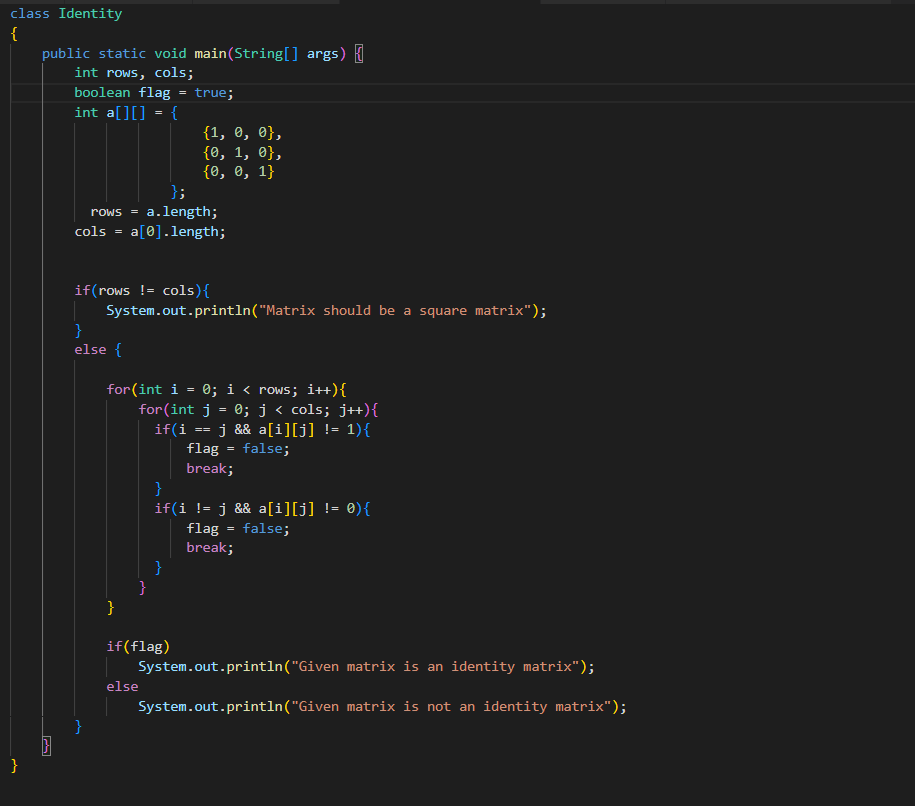 class Identity
{
    public static void main(String[] args) {
        int rows, cols;
        boolean flag = true;
        int a[][] = {
                        {1, 0, 0},
                        {0, 1, 0},
                        {0, 0, 1}
                    };
          rows = a.length;
        cols = a[0].length;
        if(rows != cols){
            System.out.println("Matrix should be a square matrix");
        }
        else {
            for(int i = 0; i < rows; i++){
                for(int j = 0; j < cols; j++){
                  if(i == j && a[i][j] != 1){
                      flag = false;
                      break;
                  }
                  if(i != j && a[i][j] != 0){
                      flag = false;
                      break;
                  }
                }
            }
            if(flag)
                System.out.println("Given matrix is an identity matrix");
            else
                System.out.println("Given matrix is not an identity matrix");
        }
    }
}